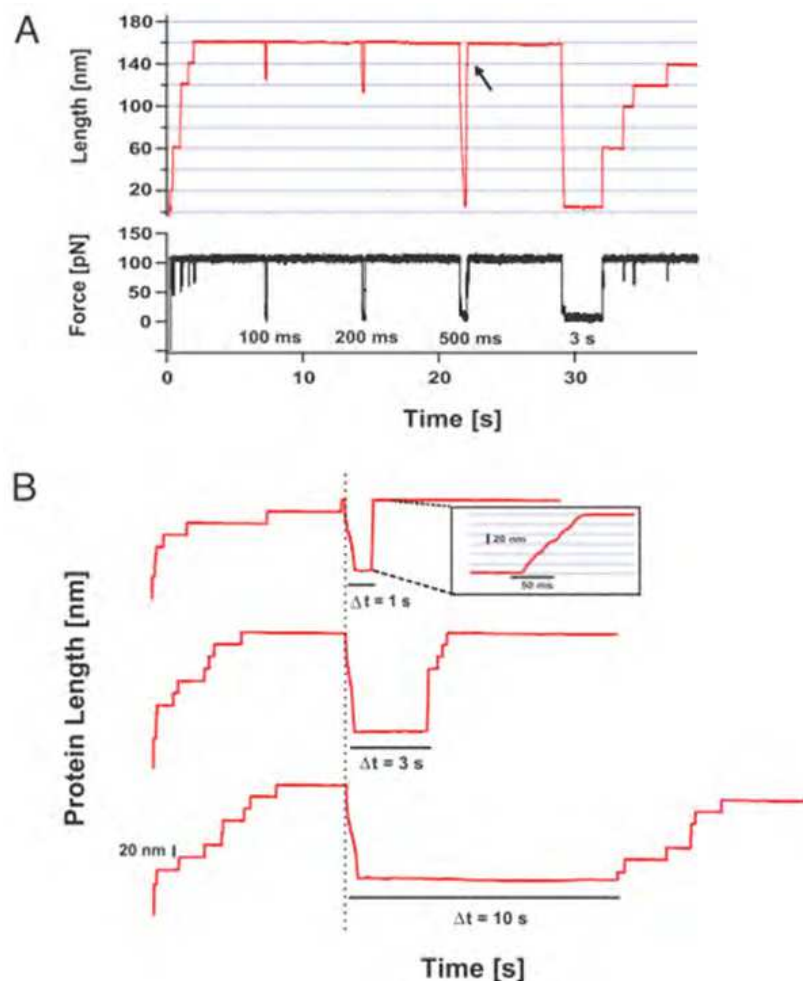 A
Length [nm]
180
140
100
60
20
Force [pN]
150
100
50
0
100 ms 200 ms 500 ms 3 s
0 10 20 30
Time [s]
B
Protein Length [nm]
20 nm
50 ms
Δt = 1 s
Δt = 3 s
20 nm
Δt = 10 s
Time [s]